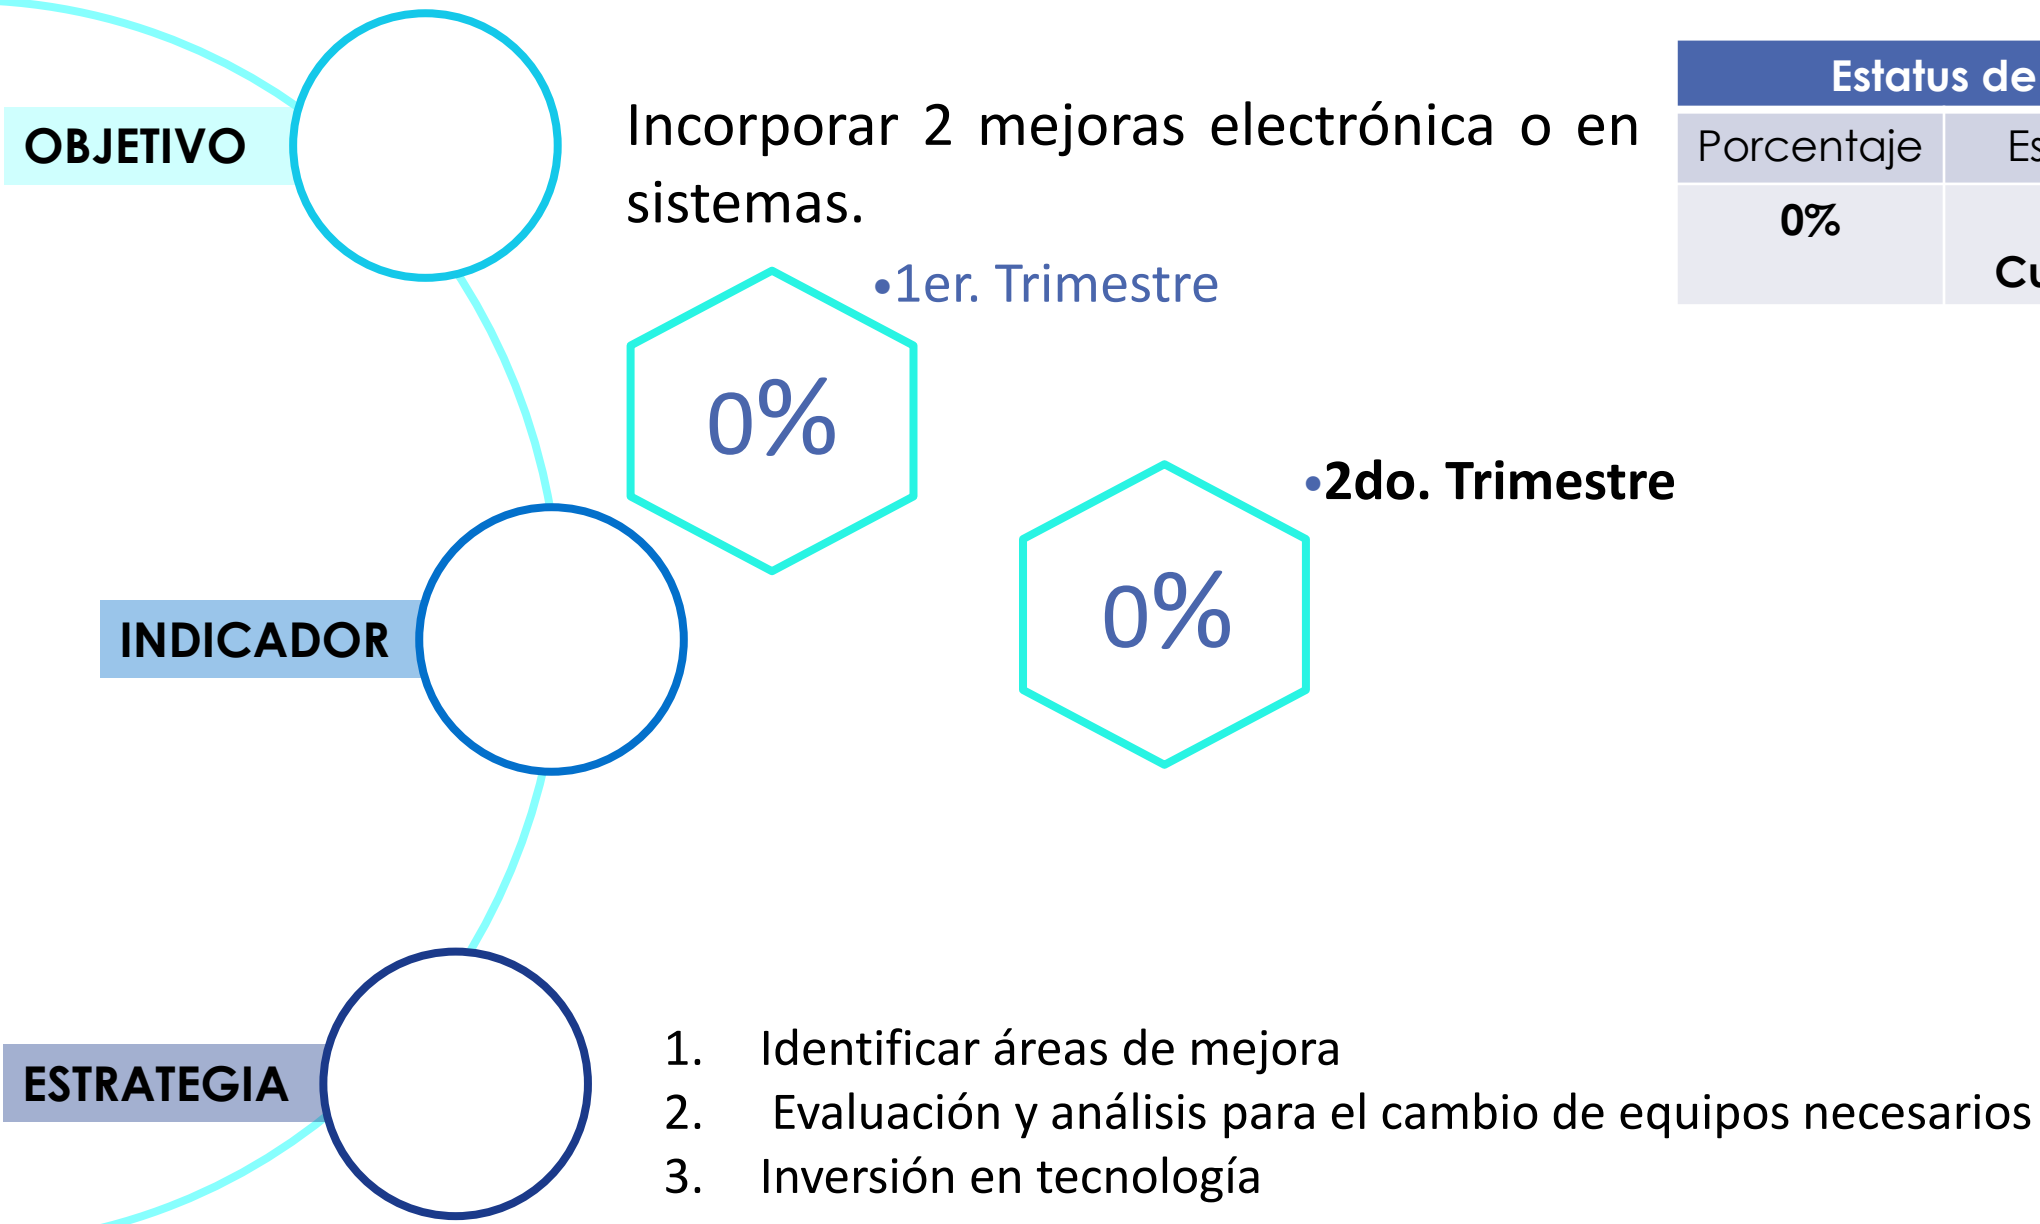 OBJETIVO
Incorporar 2 mejoras electrónica o en
sistemas.
Estatus de
Porcentaje
0%
•1er. Trimestre
0%
•2do. Trimestre
0%
INDICADOR
ESTRATEGIA
1. Identificar áreas de mejora
2. Evaluación y análisis para el cambio de equipos necesarios
3. Inversión en tecnología